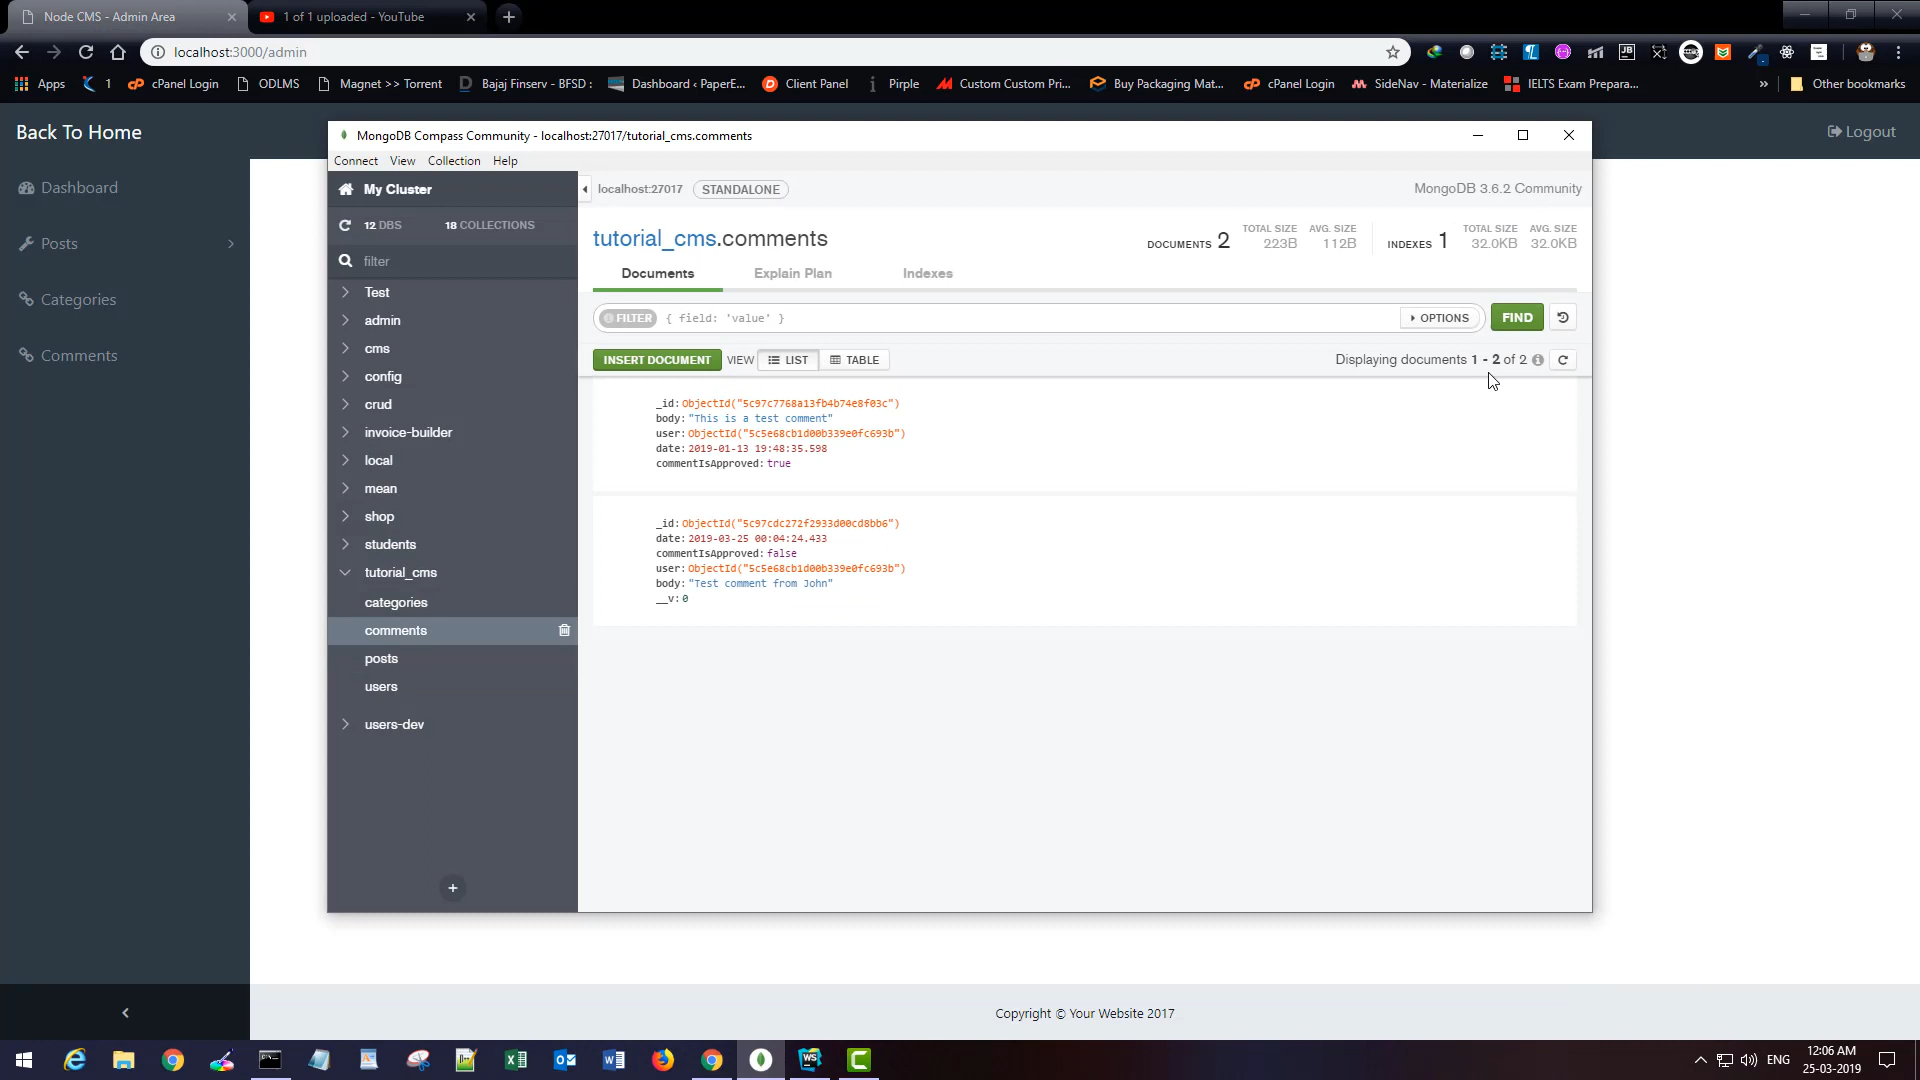 Node CMS - Admin Area
1 of 1 uploaded - YouTube
localhost:3000/admin
Apps
1
cPanel Login
ODLMS
Magnet >> Torrent
Bajaj Finserv - BFSD :
Dashboard ‹ PaperE...
Client Panel
Pirple
Custom Custom Pri...
Buy Packaging Mat...
cPanel Login
SideNav - Materialize
IELTS Exam Prepara...
»
Other bookmarks
Back To Home
Logout
Dashboard
Posts
Categories
Comments
MongoDB Compass Community - localhost:27017/tutorial_cms.comments
Connect View Collection Help
My Cluster
12 DBS 18 COLLECTIONS
filter
Test
admin
cms
config
crud
invoice-builder
local
mean
shop
students
tutorial_cms
categories
comments
posts
users
users-dev
+
localhost:27017 STANDALONE
MongoDB 3.6.2 Community
tutorial_cms.comments
DOCUMENTS 2
TOTAL SIZE
223B
AVG. SIZE
112B
INDEXES 1
TOTAL SIZE
32.0KB
AVG. SIZE
32.0KB
Documents Explain Plan Indexes
FILTER { field: 'value' }
OPTIONS
FIND
INSERT DOCUMENT VIEW LIST TABLE
Displaying documents 1 - 2 of 2
_id: ObjectId("5c97c7768a13fb4b74e8f03c")
body: "This is a test comment"
user: ObjectId("5c5e68cb1d00b339e0fc693b")
date: 2019-01-13 19:48:35.598
commentIsApproved: true
_id: ObjectId("5c97cdc272f2933d00cd8bb6")
date: 2019-03-25 00:04:24.433
commentIsApproved: false
user: ObjectId("5c5e68cb1d00b339e0fc693b")
body: "Test comment from John"
__v: 0
Copyright © Your Website 2017
ENG
12:06 AM
25-03-2019